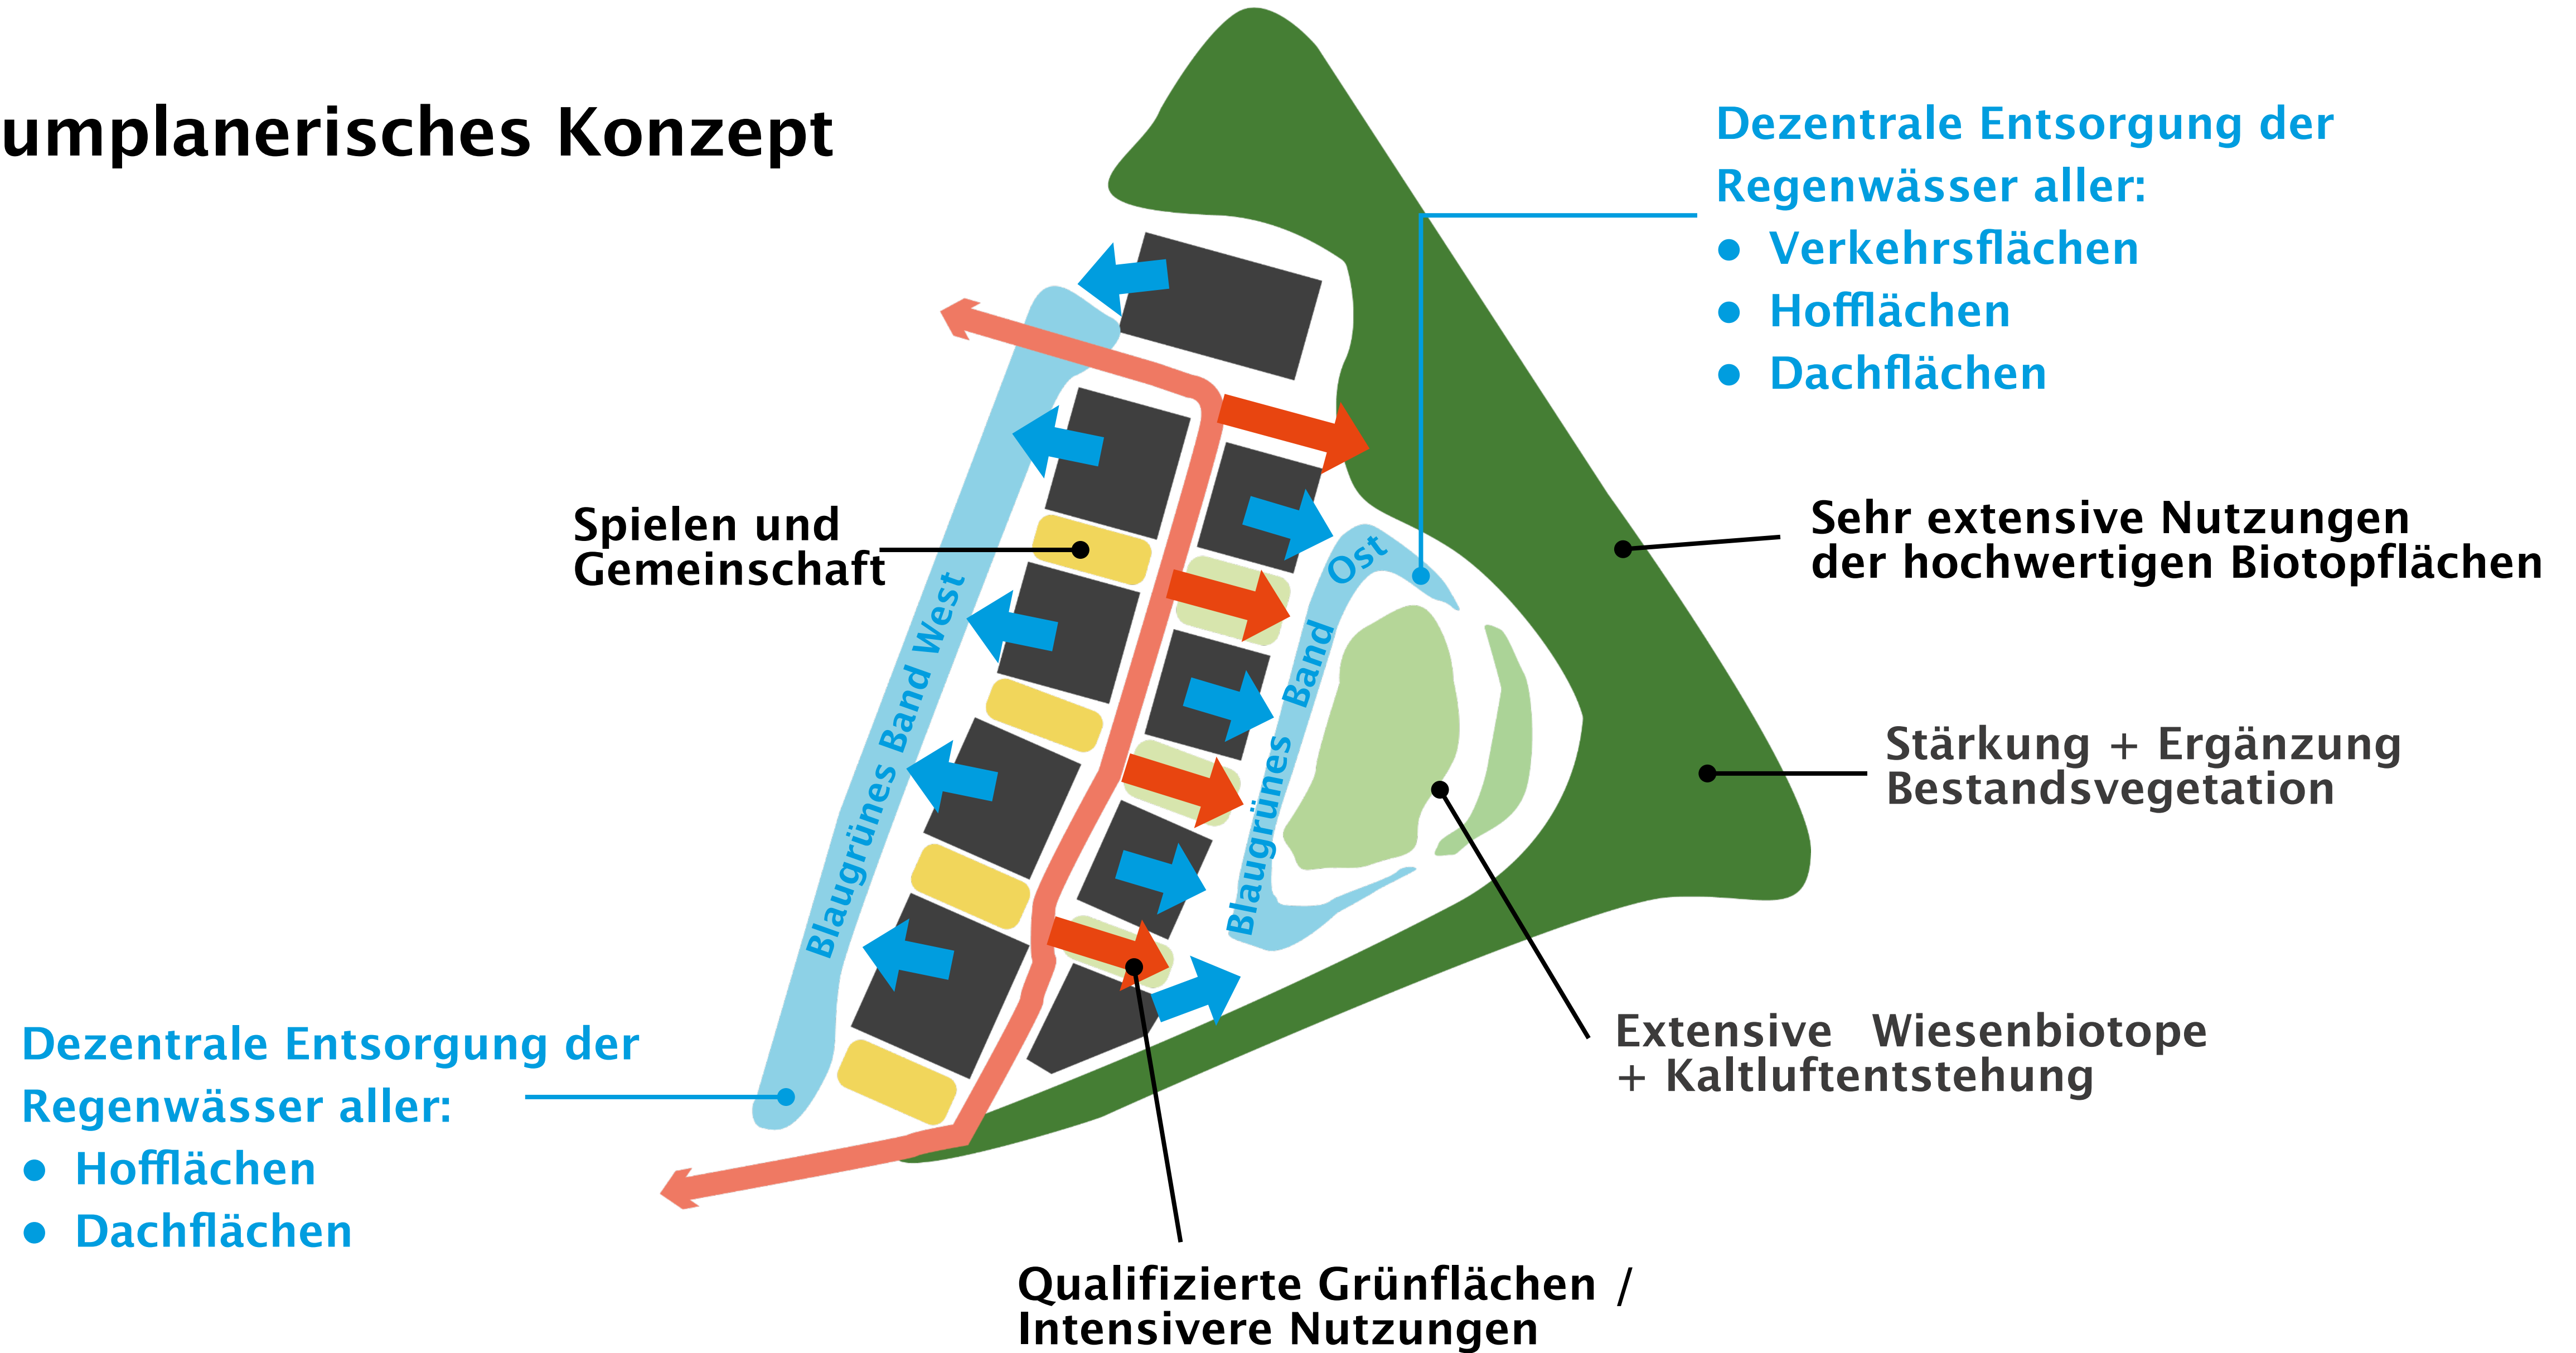 umplanerisches Konzept
Dezentrale Entsorgung der
Regenwässer aller:
• Verkehrsflächen
• Hofflächen
• Dachflächen
Spielen und
Gemeinschaft
Sehr extensive Nutzungen
der hochwertigen Biotopflächen
Blaugrünes Band West
Blaugrünes Band Ost
Stärkung + Ergänzung
Bestandsvegetation
Extensive Wiesenbiotope
+ Kaltluftentstehung
Dezentrale Entsorgung der
Regenwässer aller:
• Hofflächen
• Dachflächen
Qualifizierte Grünflächen /
Intensivere Nutzungen